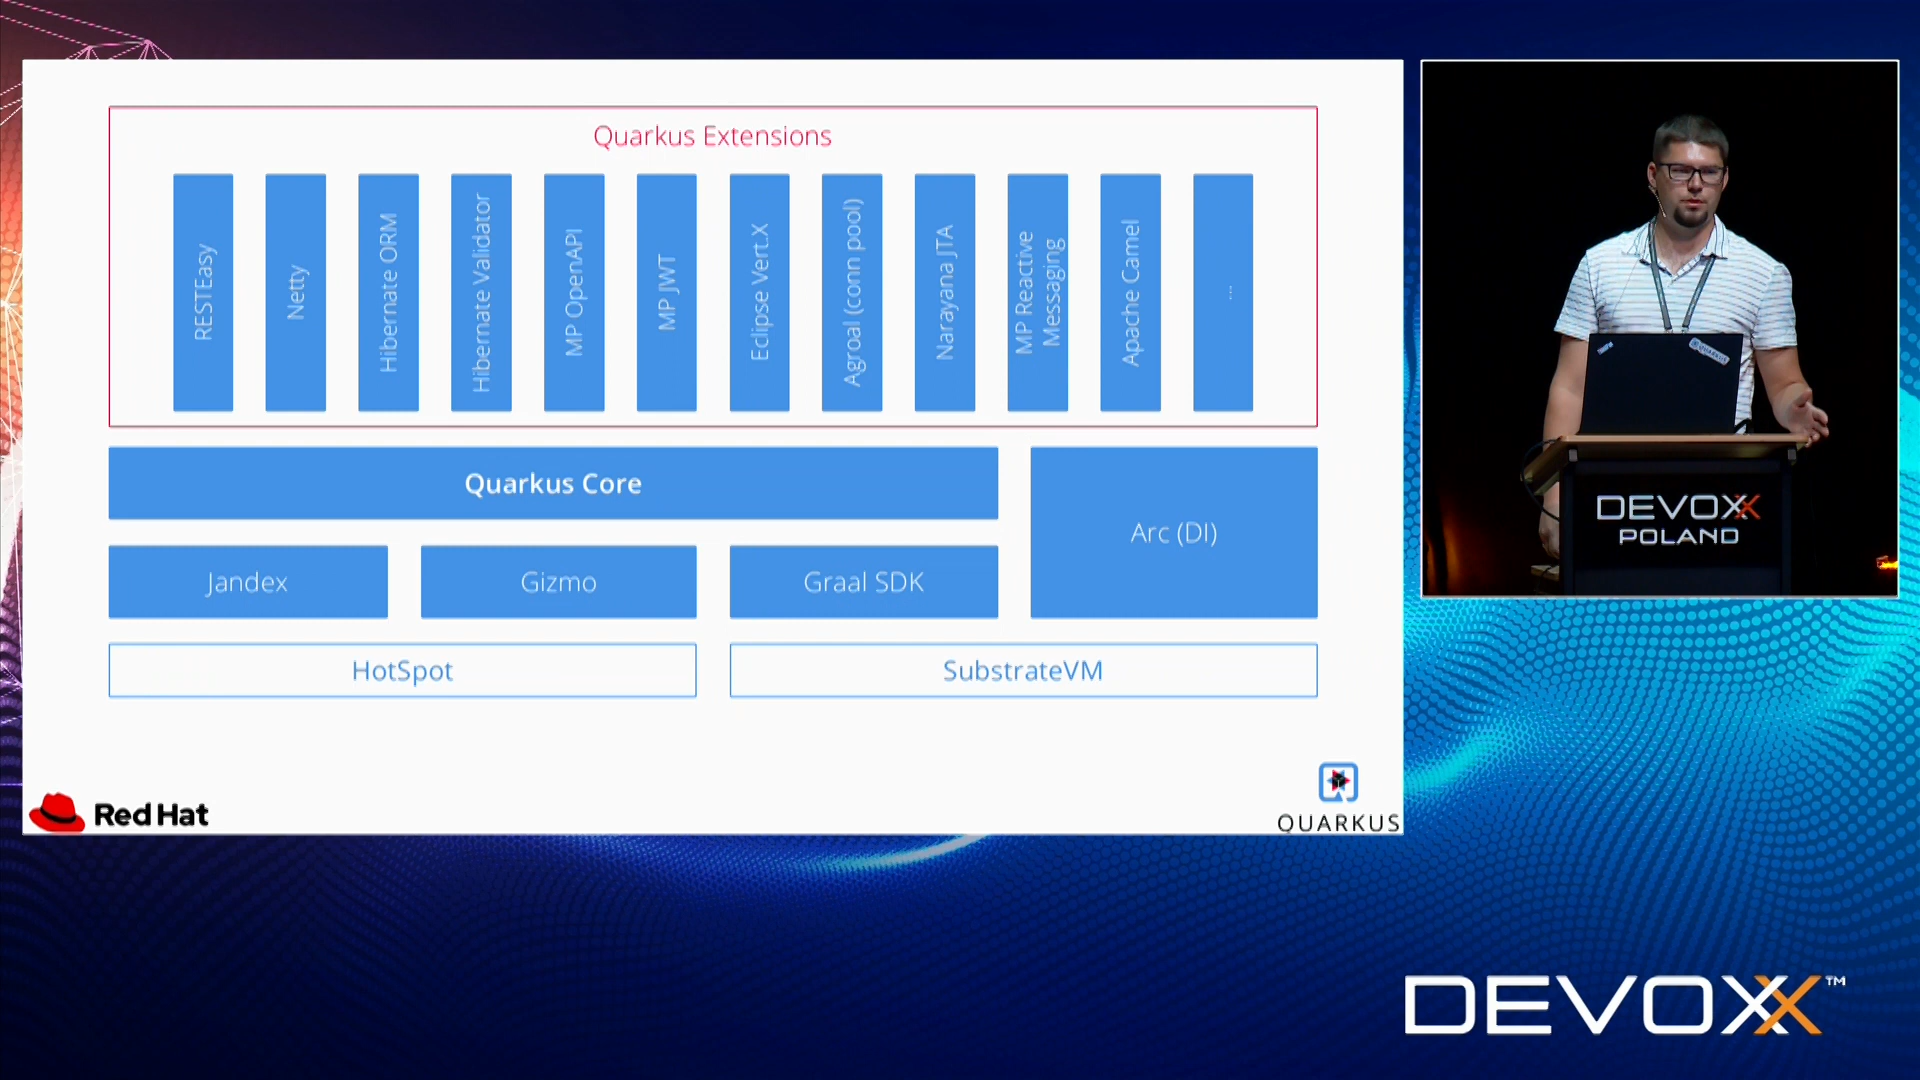 Quarkus Extensions
RESTEasy
Netty
Hibernate ORM
Hibernate Validator
MP OpenAPI
MP JWT
Eclipse Vert.X
Agroal (conn pool)
Narayana JTA
MP Reactive
Messaging
Apache Camel
...
Quarkus Core
Arc (DI)
Jandex
Gizmo
Graal SDK
HotSpot
SubstrateVM
Red Hat
QUARKUS
QUARKUS
DEVOXX
POLAND
DEVOXX™